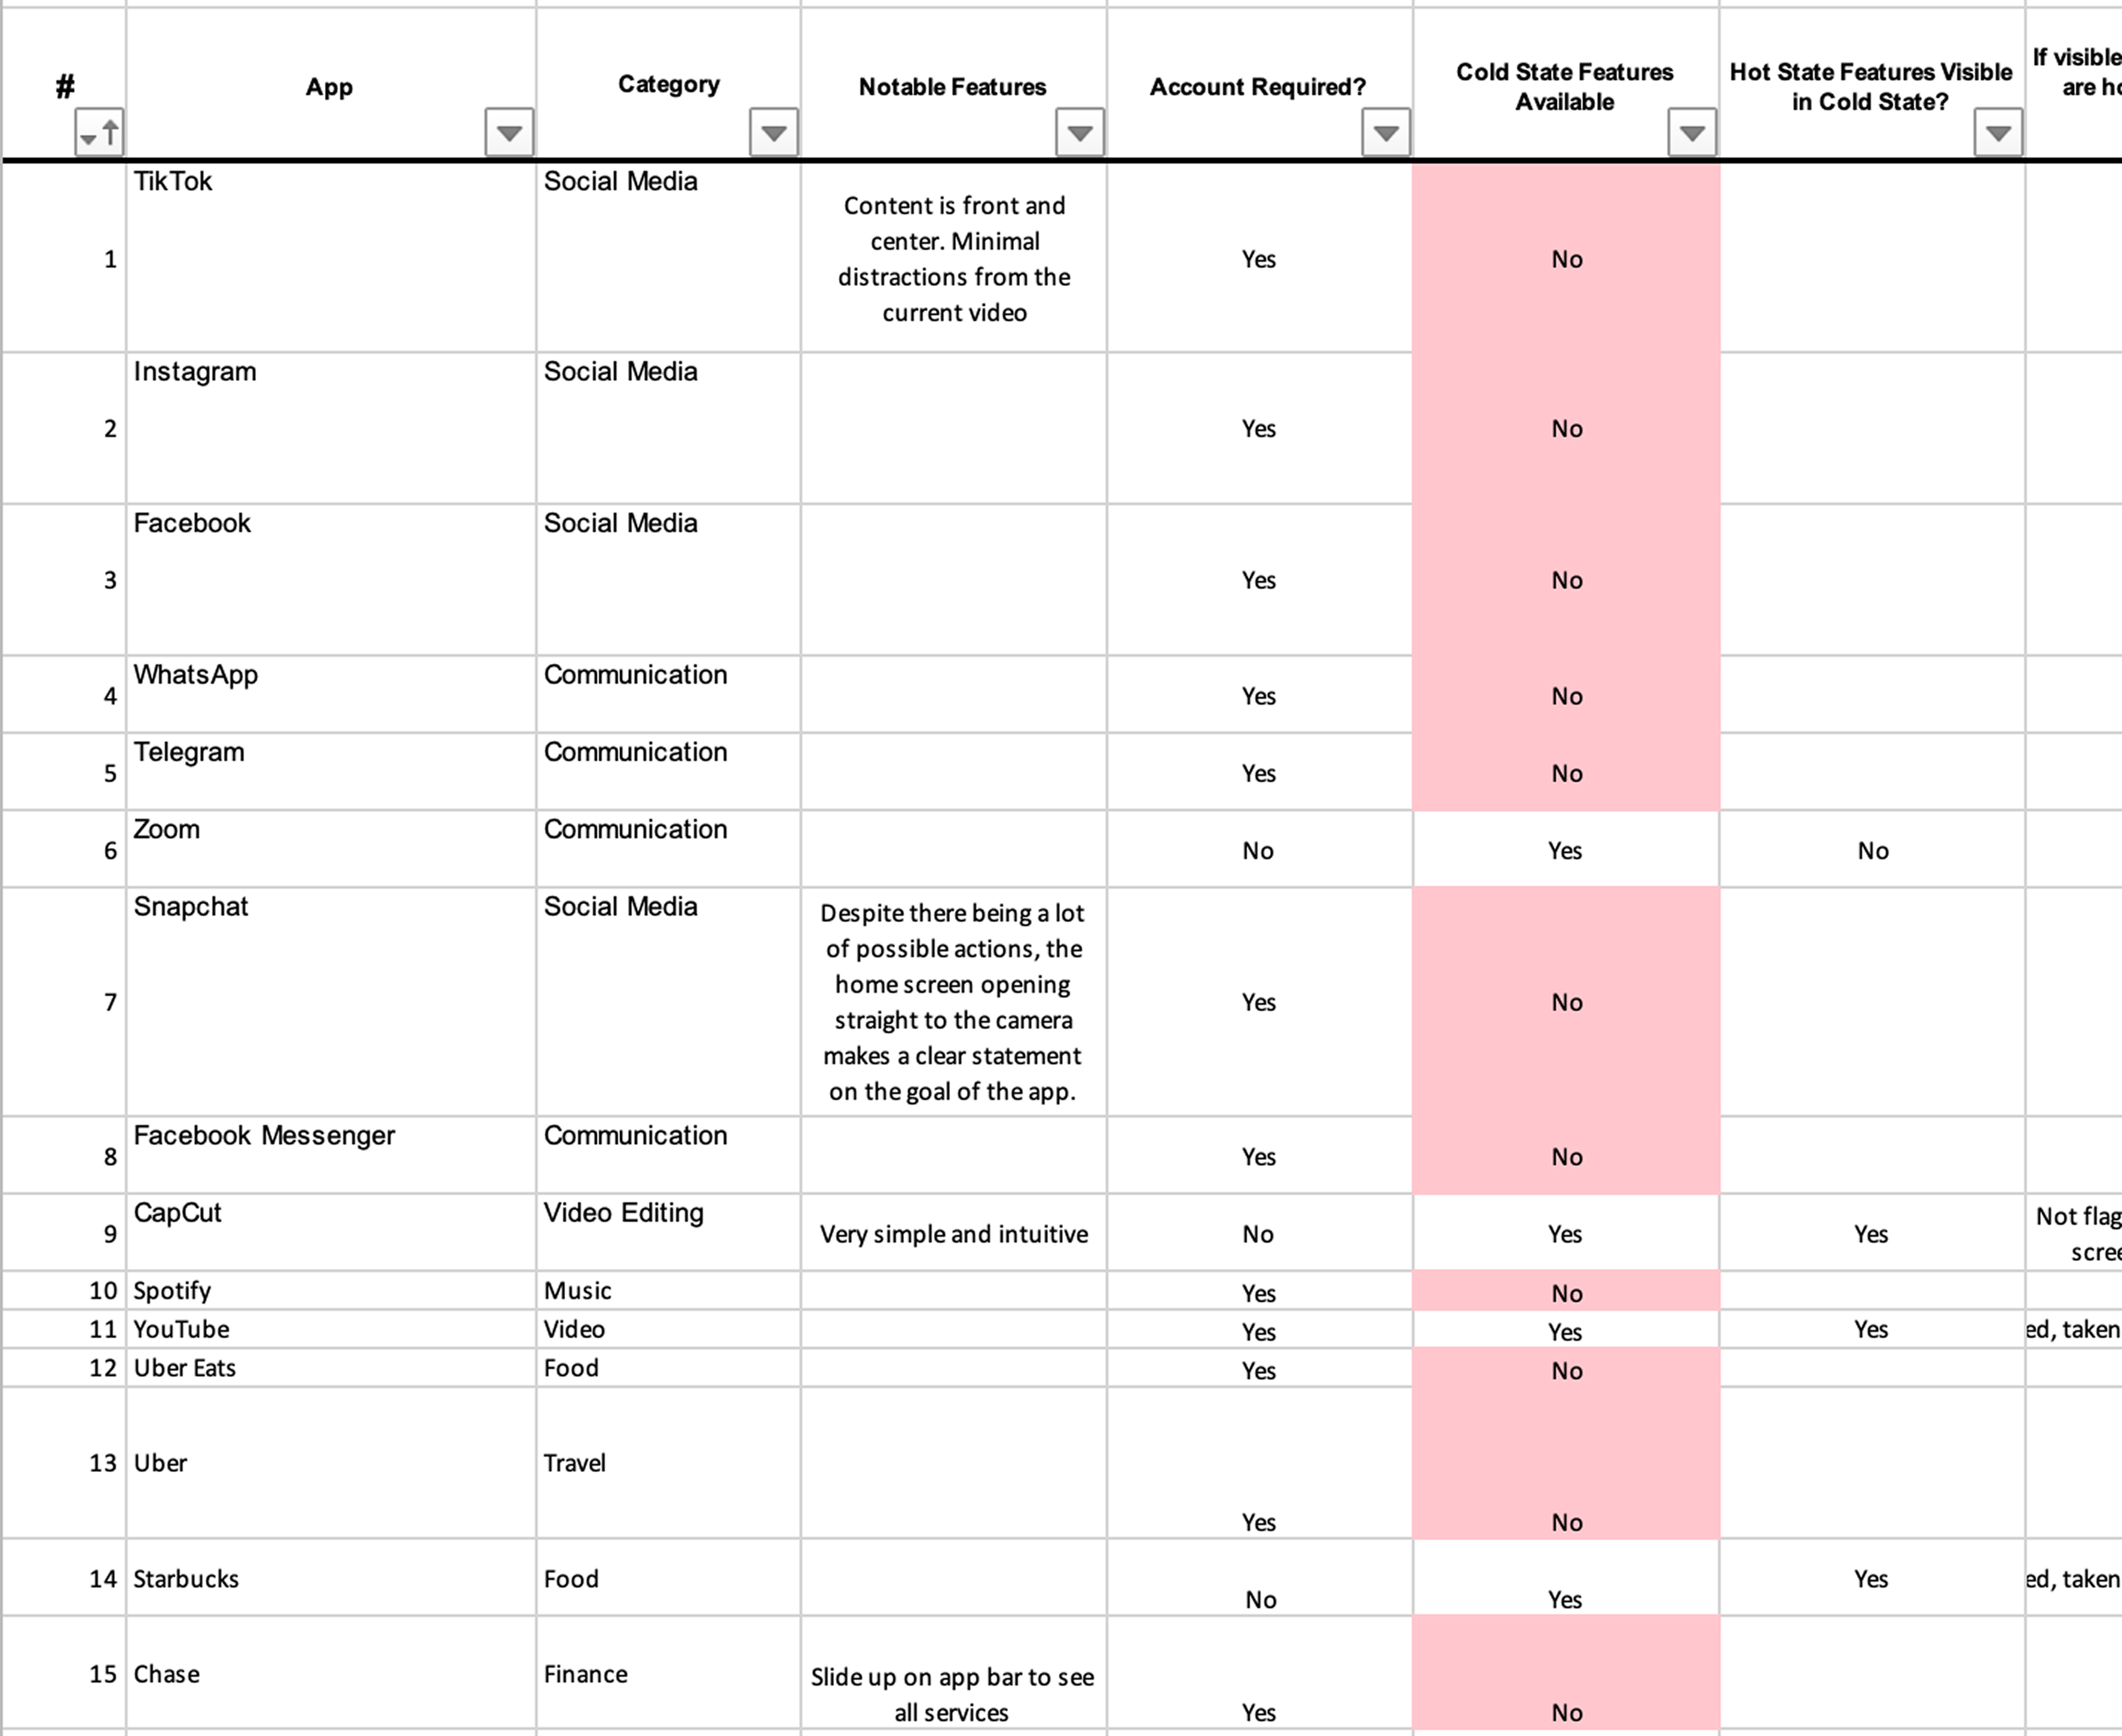 #
App
Category
Notable Features
Account Required?
Cold State Features
Available
Hot State Features Visible
in Cold State?
If visible
are
1
TikTok
Social Media
Content is front and
center. Minimal
distractions from the
current video
Yes
No
2
Instagram
Social Media
Yes
No
3
Facebook
Social Media
Yes
No
4
WhatsApp
Communication
Yes
No
5
Telegram
Communication
Yes
No
6
Zoom
Communication
No
Yes
No
7
Snapchat
Social Media
Despite there being a lot
of possible actions, the
home screen opening
straight to the camera
makes a clear statement
on the goal of the app.
Yes
No
8
Facebook Messenger
Communication
Yes
No
9
CapCut
Video Editing
Very simple and intuitive
No
Yes
Yes
Not
10
Spotify
Music
Yes
No
11
YouTube
Video
Yes
Yes
Yes
ed, taken
12
Uber Eats
Food
Yes
No
13
Uber
Travel
Yes
No
14
Starbucks
Food
No
Yes
Yes
ed, taken
15
Chase
Finance
Slide up on app bar to see
all services
Yes
No